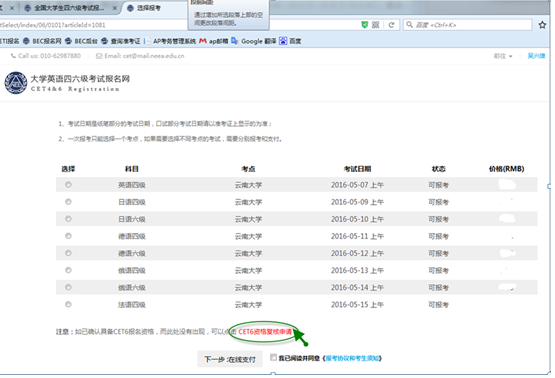 段前间距
通过增加所选段落上部的空间更改段落间距。
全国大学生四六级考试报... × 选择报考 ×
tSelect/index/06/0101?articleId=1081
百度 <Ctrl+K>
ETI报名 BEC报名网 BEC后台 查询准考证 AP考务管理系统 ap邮箱 Google 翻译 百度
Call us: 010-62987880 Email: cet@mail.neea.edu.cn 前往
大学英语四六级考试报名网
CET4&6 Registration
1、考试日期是纸笔部分的考试日期，口试部分考试日期请以准考证上显示的为准；
2、一次报考只能选择一个考点，如果需要选择不同考点的考试，需要分别报考和支付。
选择 科目 考点 考试日期 状态 价格(RMB)
英语四级 云南大学 2016-05-07 上午 可报考
日语四级 云南大学 2016-05-09 上午 可报考
日语六级 云南大学 2016-05-10 上午 可报考
德语四级 云南大学 2016-05-11 上午 可报考
德语六级 云南大学 2016-05-12 上午 可报考
俄语四级 云南大学 2016-05-13 上午 可报考
俄语六级 云南大学 2016-05-14 上午 可报考
法语四级 云南大学 2016-05-15 上午 可报考
注意：如已确认具备CET6报名资格，而此处没有出现，可以点击 CET6资格复核申请
下一步 :在线支付 我已阅读并同意《报考协议和考生须知》